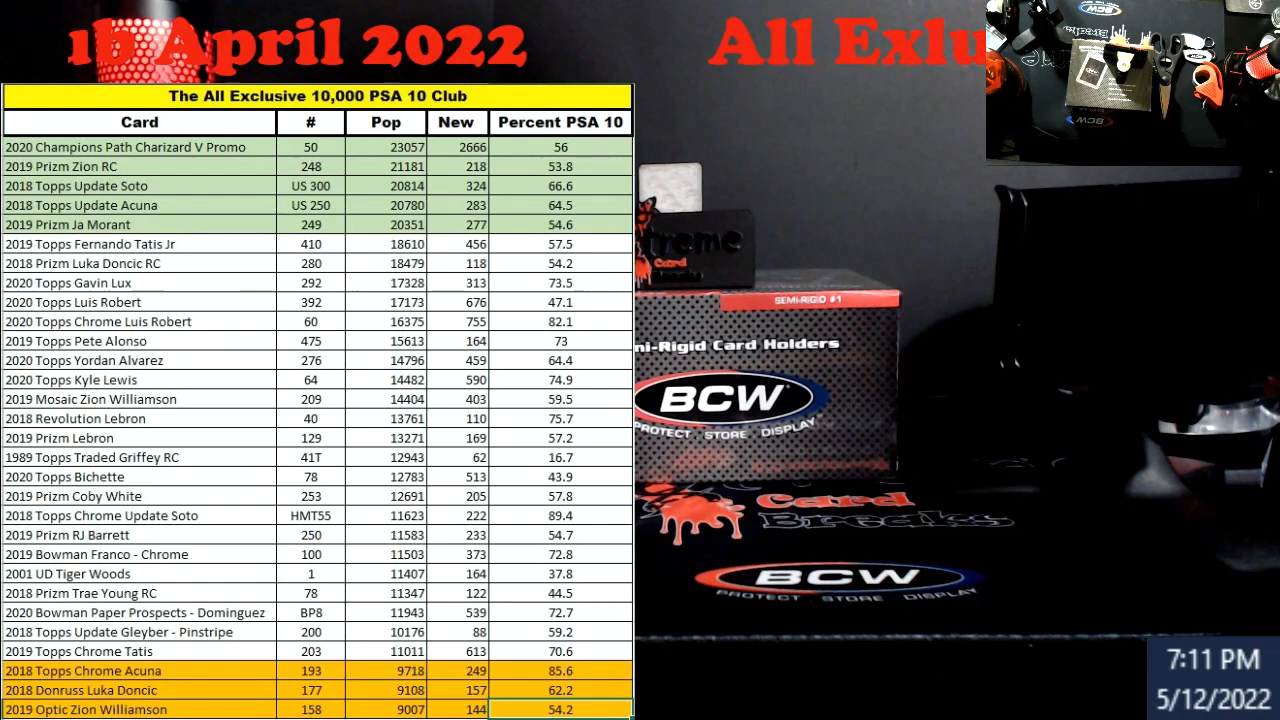 April 2022
All Exlu
The All Exclusive 10,000 PSA 10 Club
Card # Pop New Percent PSA 10
2020 Champions Path Charizard V Promo 50 23057 2666 56
2019 Prizm Zion RC 248 21181 218 53.8
2018 Topps Update Soto US 300 20814 324 66.6
2018 Topps Update Acuna US 250 20780 283 64.5
2019 Prizm Ja Morant 249 20351 277 54.6
2019 Topps Fernando Tatis Jr 410 18610 456 57.5
2018 Prizm Luka Doncic RC 280 18479 118 54.2
2020 Topps Gavin Lux 292 17328 313 73.5
2020 Topps Luis Robert 392 17173 676 47.1
2020 Topps Chrome Luis Robert 60 16375 755 82.1
2019 Topps Pete Alonso 475 15613 164 73
2020 Topps Yordan Alvarez 276 14796 459 64.4
2020 Topps Kyle Lewis 64 14482 590 74.9
2019 Mosaic Zion Williamson 209 14404 403 59.5
2018 Revolution Lebron 40 13761 110 75.7
2019 Prizm Lebron 129 13271 169 57.2
1989 Topps Traded Griffey RC 41T 12943 62 16.7
2020 Topps Bichette 78 12783 513 43.9
2019 Prizm Coby White 253 12691 205 57.8
2018 Topps Chrome Update Soto HMT55 11623 222 89.4
2019 Prizm RJ Barrett 250 11583 233 54.7
2019 Bowman Franco - Chrome 100 11503 373 72.8
2001 UD Tiger Woods 1 11407 164 37.8
2018 Prizm Trae Young RC 78 11347 122 44.5
2020 Bowman Paper Prospects - Dominguez BP8 11943 539 72.7
2018 Topps Update Gleyber - Pinstripe 200 10176 88 59.2
2019 Topps Chrome Tatis 203 11011 613 70.6
2018 Topps Chrome Acuna 193 9718 249 85.6
2018 Donruss Luka Doncic 177 9108 157 62.2
2019 Optic Zion Williamson 158 9007 144 54.2
BCW
BCW
treme
Card
SEMI-RIGID #1
mi-Rigid Card Holders
BCW
PROTECT STORE DISPLAY
Card
Breaks
BCW
PROTECT STORE DISPLAY
7:11 PM
5/12/2022